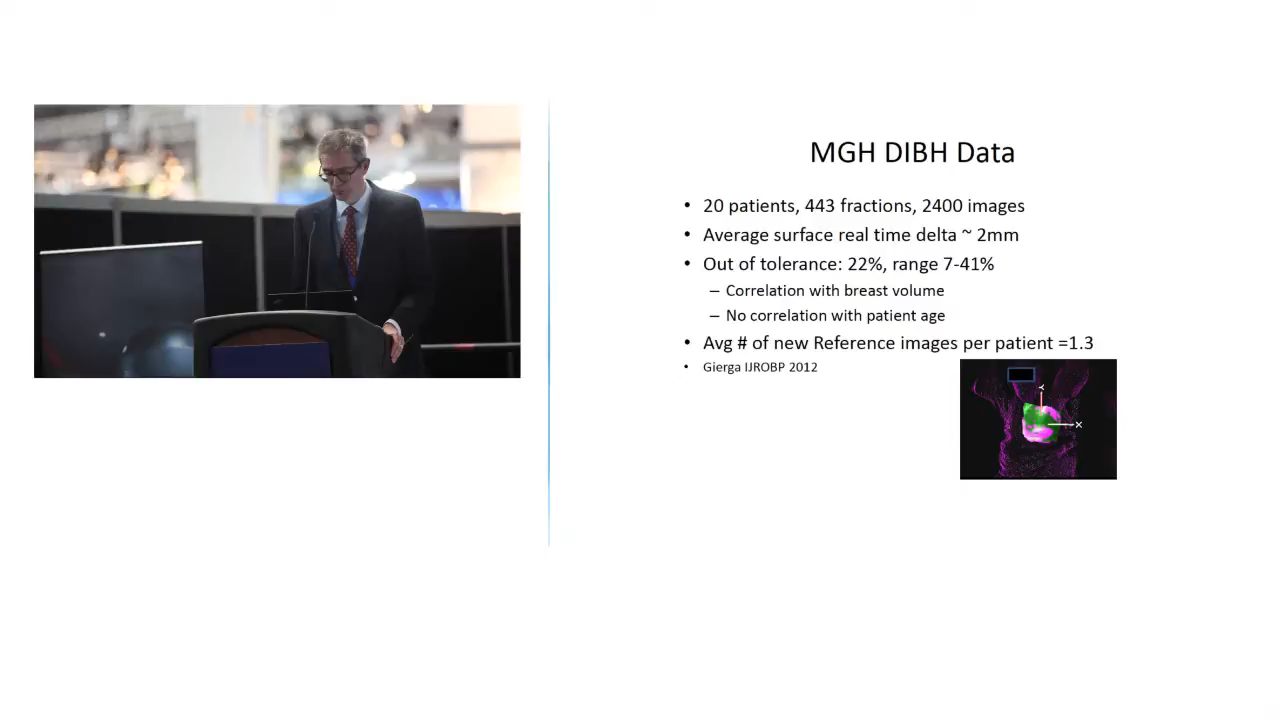 MGH DIBH Data
• 20 patients, 443 fractions, 2400 images
• Average surface real time delta ~ 2mm
• Out of tolerance: 22%, range 7-41%
– Correlation with breast volume
– No correlation with patient age
• Avg # of new Reference images per patient =1.3
• Gierga IJROBP 2012
Y
X